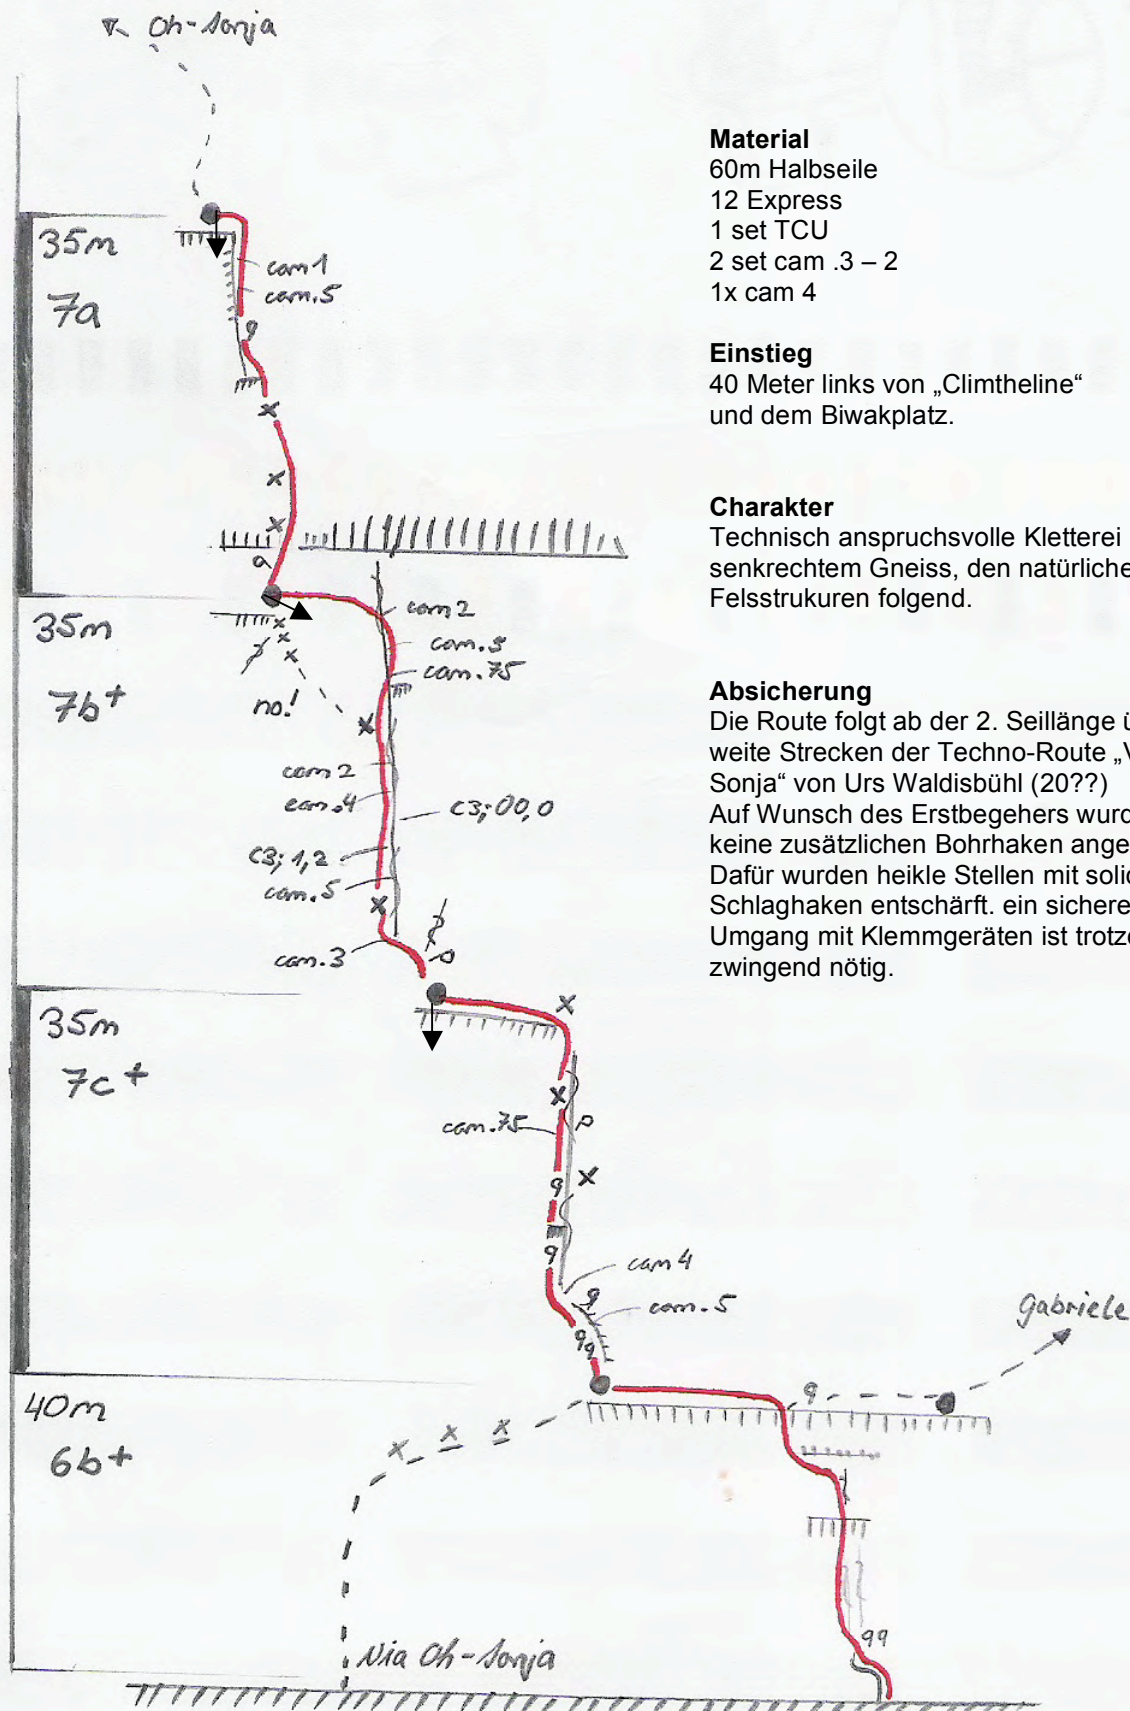 Oh-Sonja
35m
7a
cam 1
cam .5
Material
60m Halbseile
12 Express
1 set TCU
2 set cam .3 – 2
1x cam 4
Einstieg
40 Meter links von „Climtheline“
und dem Biwakplatz.
Charakter
Technisch anspruchsvolle Kletterei
senkrechtem Gneiss, den natürliche
Felsstrukuren folgend.
35m
7b+
no!
cam 2
cam .5
cam .75
cam 2
cam .4
C3; 00, 0
C3; 1, 2
cam .5
cam .3
Absicherung
Die Route folgt ab der 2. Seillänge ü
weite Strecken der Techno-Route „V
Sonja“ von Urs Waldisbühl (20??)
Auf Wunsch des Erstbegehers wurd
keine zusätzlichen Bohrhaken ange
Dafür wurden heikle Stellen mit solid
Schlaghaken entschärft. ein sichere
Umgang mit Klemmgeräten ist trotze
zwingend nötig.
35m
7c+
cam .75
cam 4
cam .5
Gabriele
40m
6b+
Via Oh-Sonja